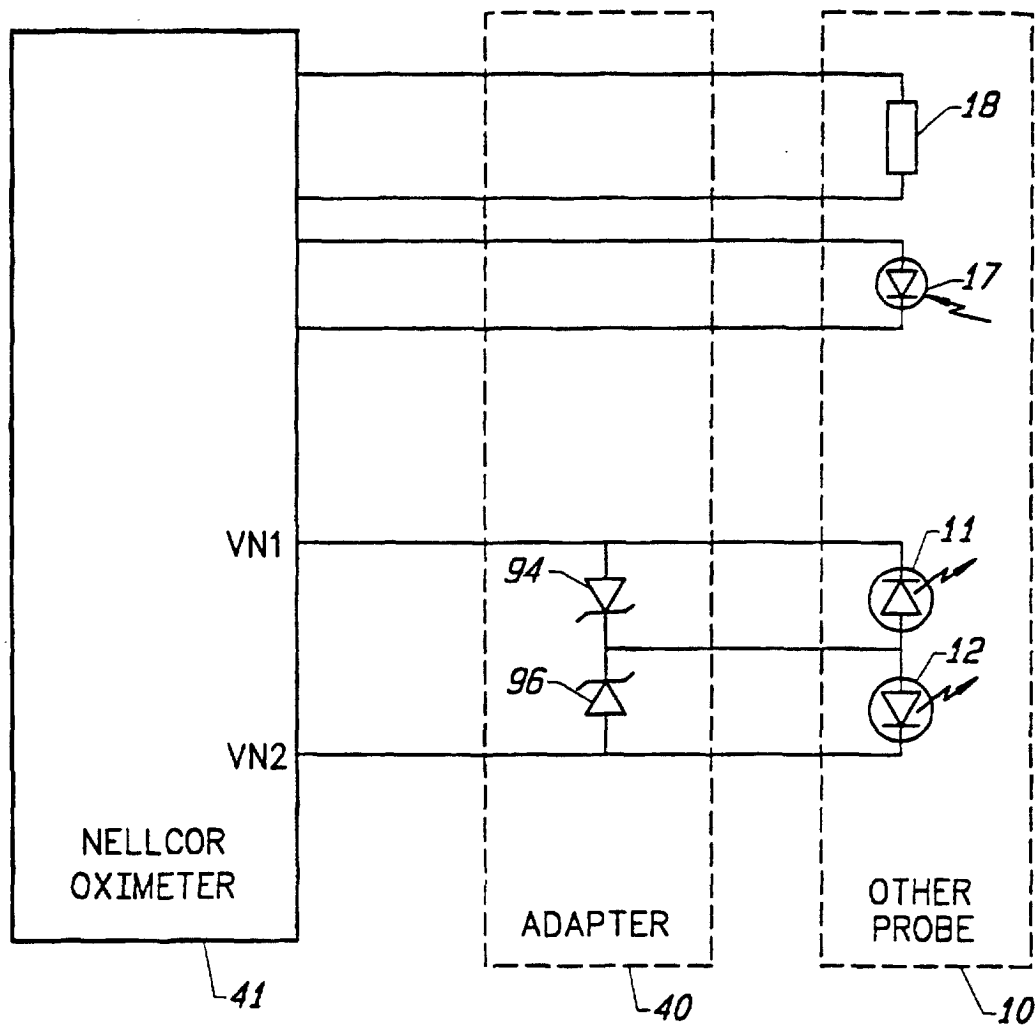 18
17
VN1
94
11
96
12
VN2
NELLCOR
OXIMETER
ADAPTER
OTHER
PROBE
41
40
10